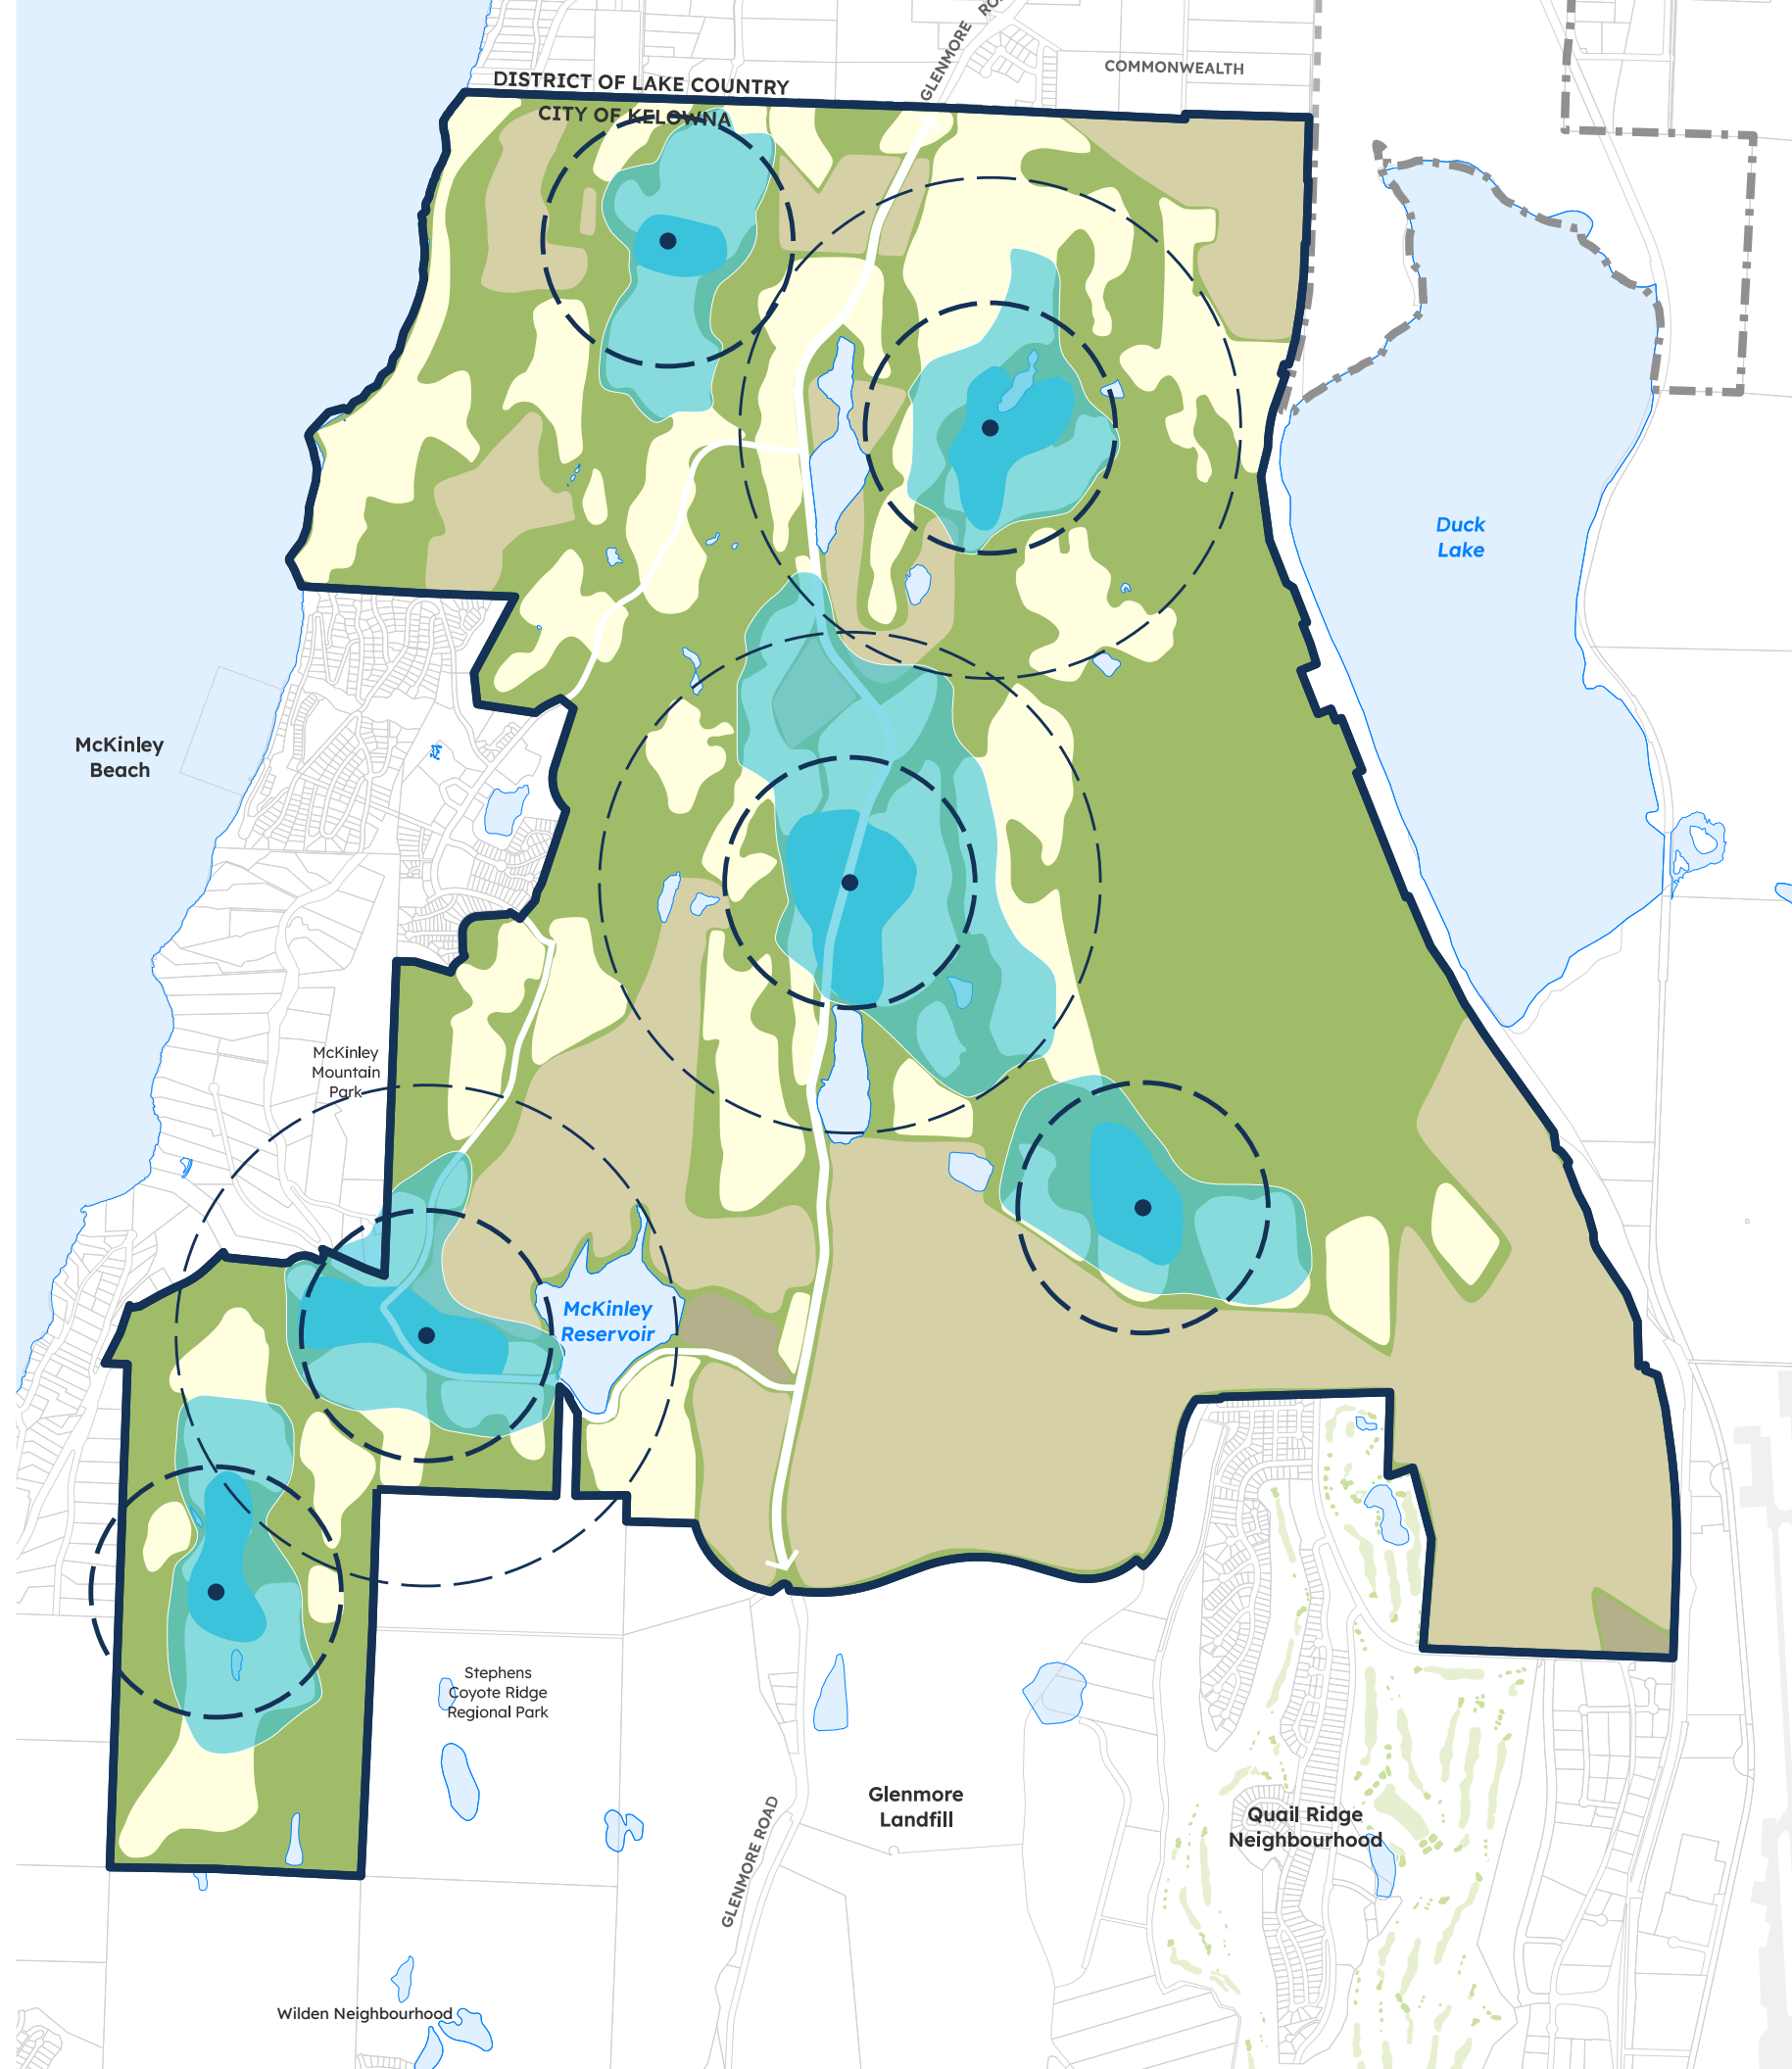 GLENMORE RO
COMMONWEALTH
DISTRICT OF LAKE COUNTRY
CITY OF KELOWNA
Duck
Lake
McKinley
Beach
McKinley
Mountain
Park
McKinley
Reservoir
Stephens
Coyote Ridge
Regional Park
Glenmore
Landfill
Quail Ridge
Neighbourhood
GLENMORE ROAD
Wilden Neighbourhood